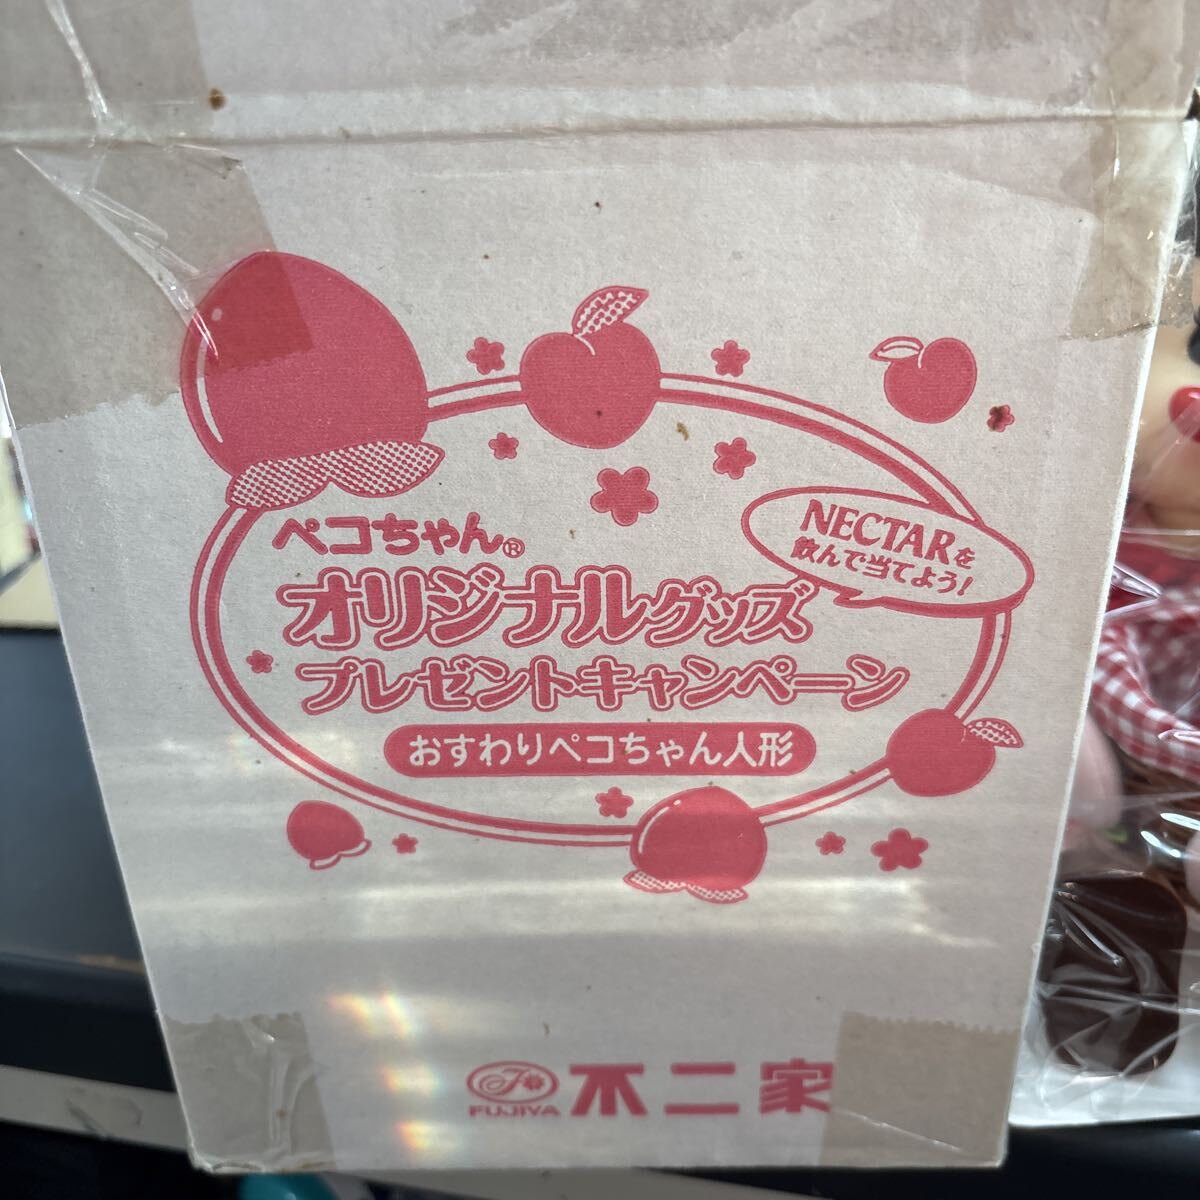 ペコちゃん®
オリジナルグッズ
プレゼントキャンペーン
おすわりペコちゃん人形
NECTARを
飲んで当てよう!
F
FUJIYA
不二家